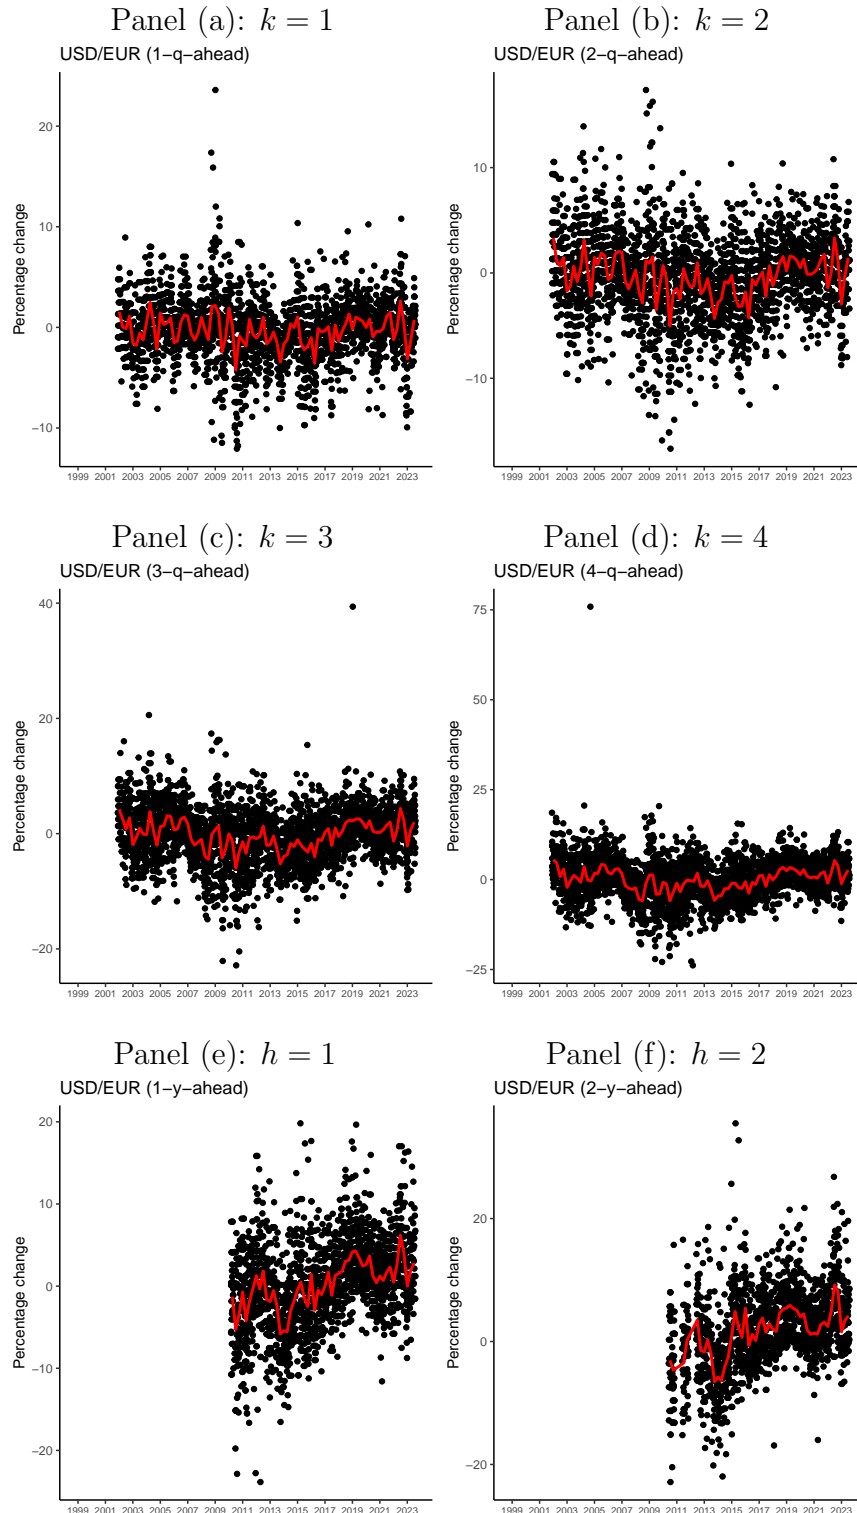 Panel (a): k = 1
USD/EUR (1−q−ahead)
Percentage change
20
10
0
−10
1999 2001 2003 2005 2007 2009 2011 2013 2015 2017 2019 2021 2023
Panel (b): k = 2
USD/EUR (2−q−ahead)
Percentage change
10
0
−10
1999 2001 2003 2005 2007 2009 2011 2013 2015 2017 2019 2021 2023
Panel (c): k = 3
USD/EUR (3−q−ahead)
Percentage change
40
20
0
−20
1999 2001 2003 2005 2007 2009 2011 2013 2015 2017 2019 2021 2023
Panel (d): k = 4
USD/EUR (4−q−ahead)
Percentage change
75
50
25
0
−25
1999 2001 2003 2005 2007 2009 2011 2013 2015 2017 2019 2021 2023
Panel (e): h = 1
USD/EUR (1−y−ahead)
Percentage change
20
10
0
−10
−20
1999 2001 2003 2005 2007 2009 2011 2013 2015 2017 2019 2021 2023
Panel (f): h = 2
USD/EUR (2−y−ahead)
Percentage change
20
0
−20
1999 2001 2003 2005 2007 2009 2011 2013 2015 2017 2019 2021 2023